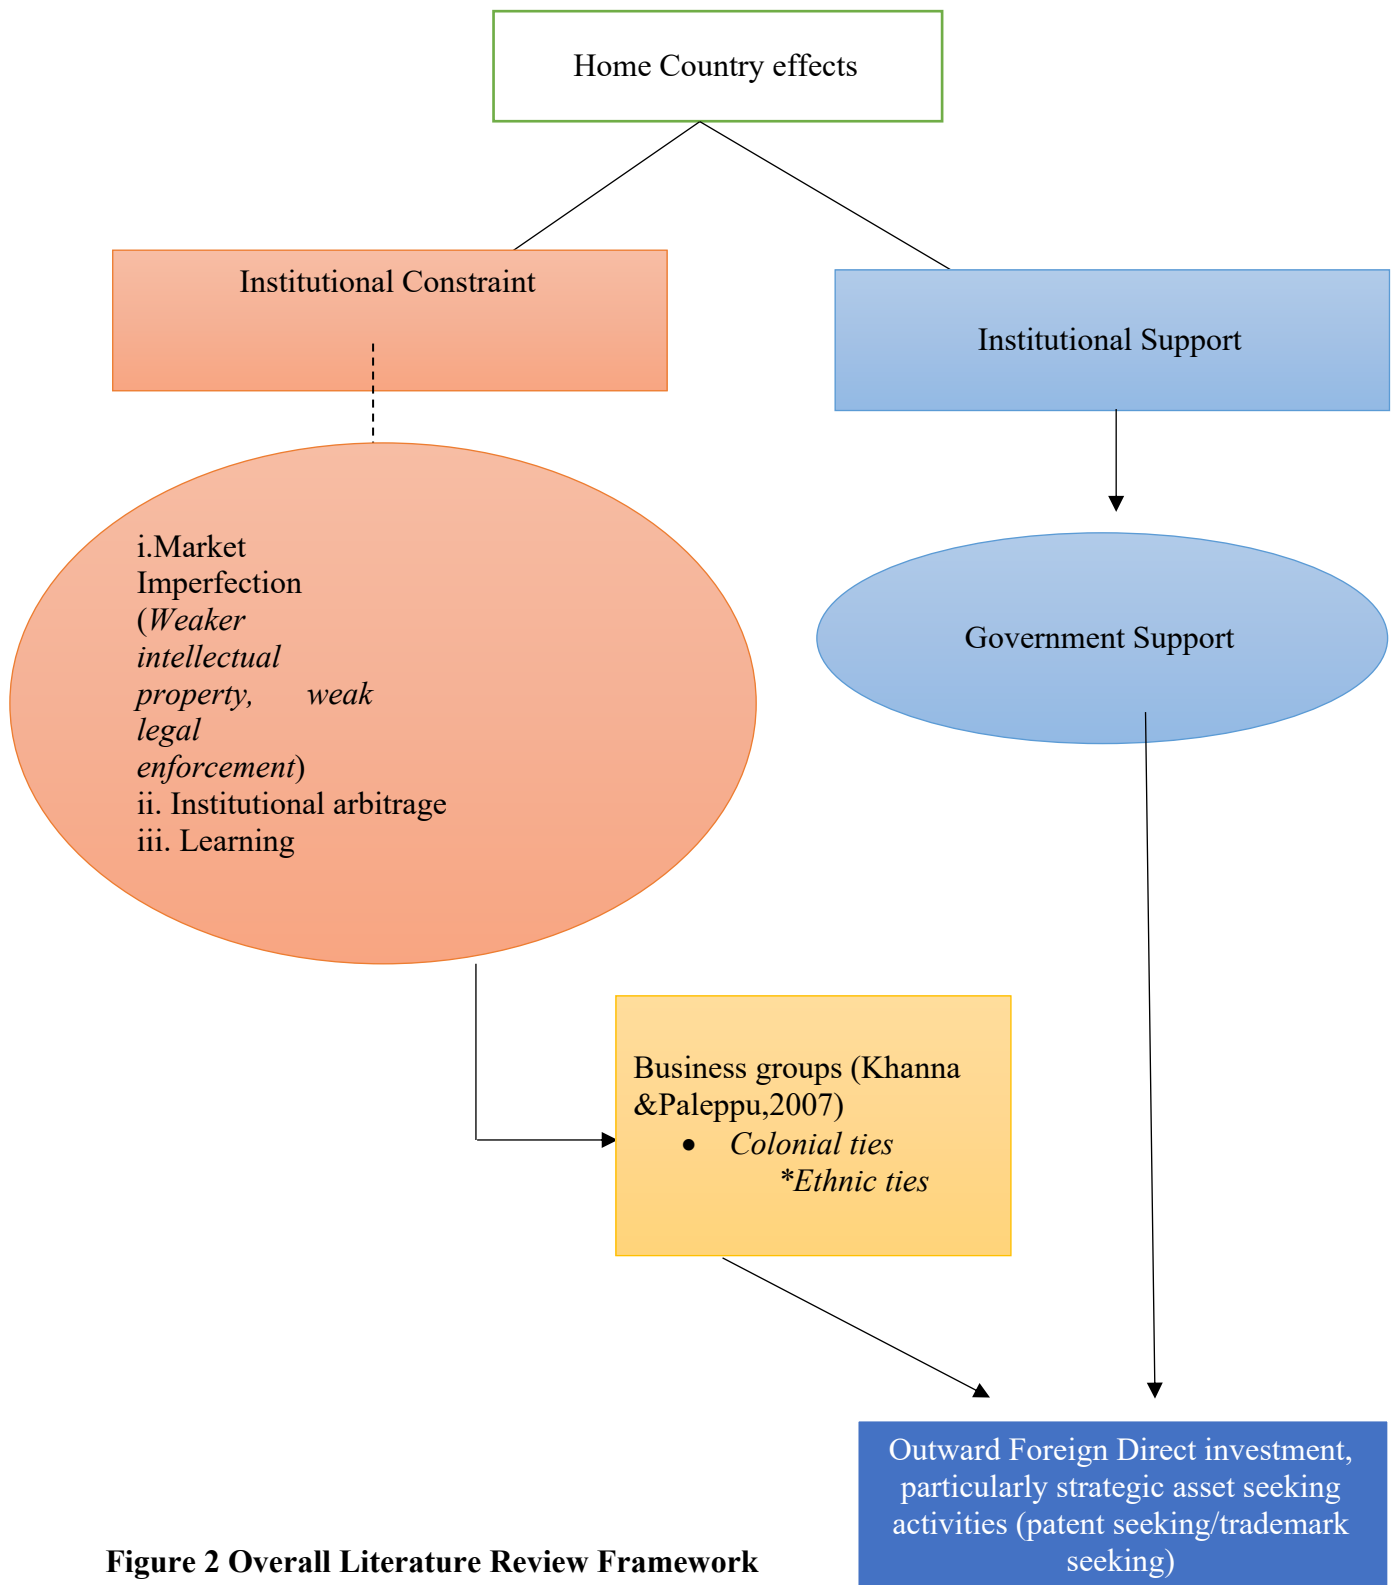 Home Country effects
Institutional Constraint
Institutional Support
i.Market
Imperfection
(Weaker
intellectual
property, weak
legal
enforcement)
ii. Institutional arbitrage
iii. Learning
Government Support
Business groups (Khanna
&Paleppu,2007)
• Colonial ties
*Ethnic ties
Outward Foreign Direct investment,
particularly strategic asset seeking
activities (patent seeking/trademark
seeking)
Figure 2 Overall Literature Review Framework